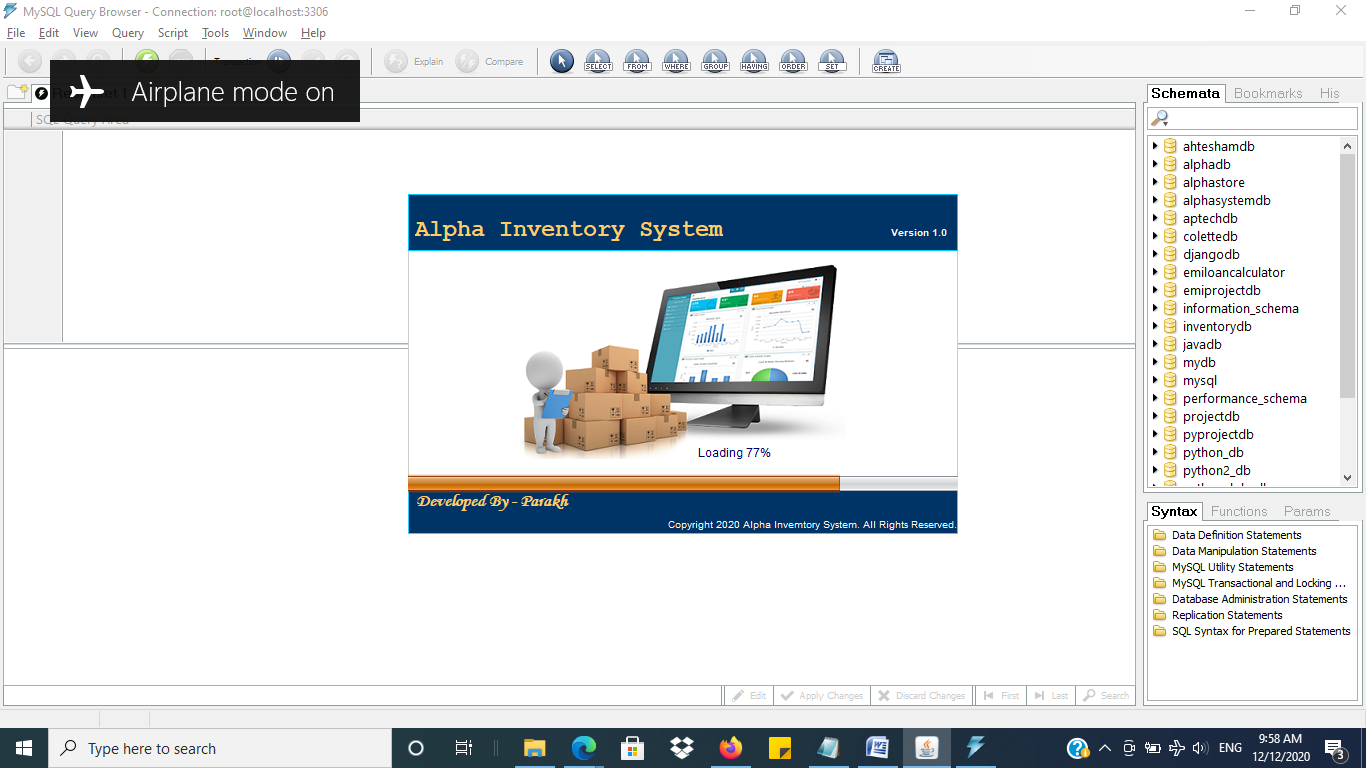 MySQL Query Browser - Connection: root@localhost:3306
File Edit View Query Script Tools Window Help
Explain Compare SELECT FROM WHERE GROUP HAVING ORDER SET CREATE
Airplane mode on
SQL Query Area
Alpha Inventory System
Version 1.0
Loading 77%
Developed By - Parakh
Copyright 2020 Alpha Invemtory System. All Rights Reserved.
Schemata Bookmarks His
ahteshamdb
alphadb
alphastore
alphasystemdb
aptechdb
colettedb
djangodb
emiloancalculator
emiprojectdb
information_schema
inventorydb
javadb
mydb
mysql
performance_schema
projectdb
pyprojectdb
python_db
python2_db
Syntax Functions Params
Data Definition Statements
Data Manipulation Statements
MySQL Utility Statements
MySQL Transactional and Locking ...
Database Administration Statements
Replication Statements
SQL Syntax for Prepared Statements
Edit Apply Changes Discard Changes First Last Search
Type here to search
ENG
9:58 AM
12/12/2020
3